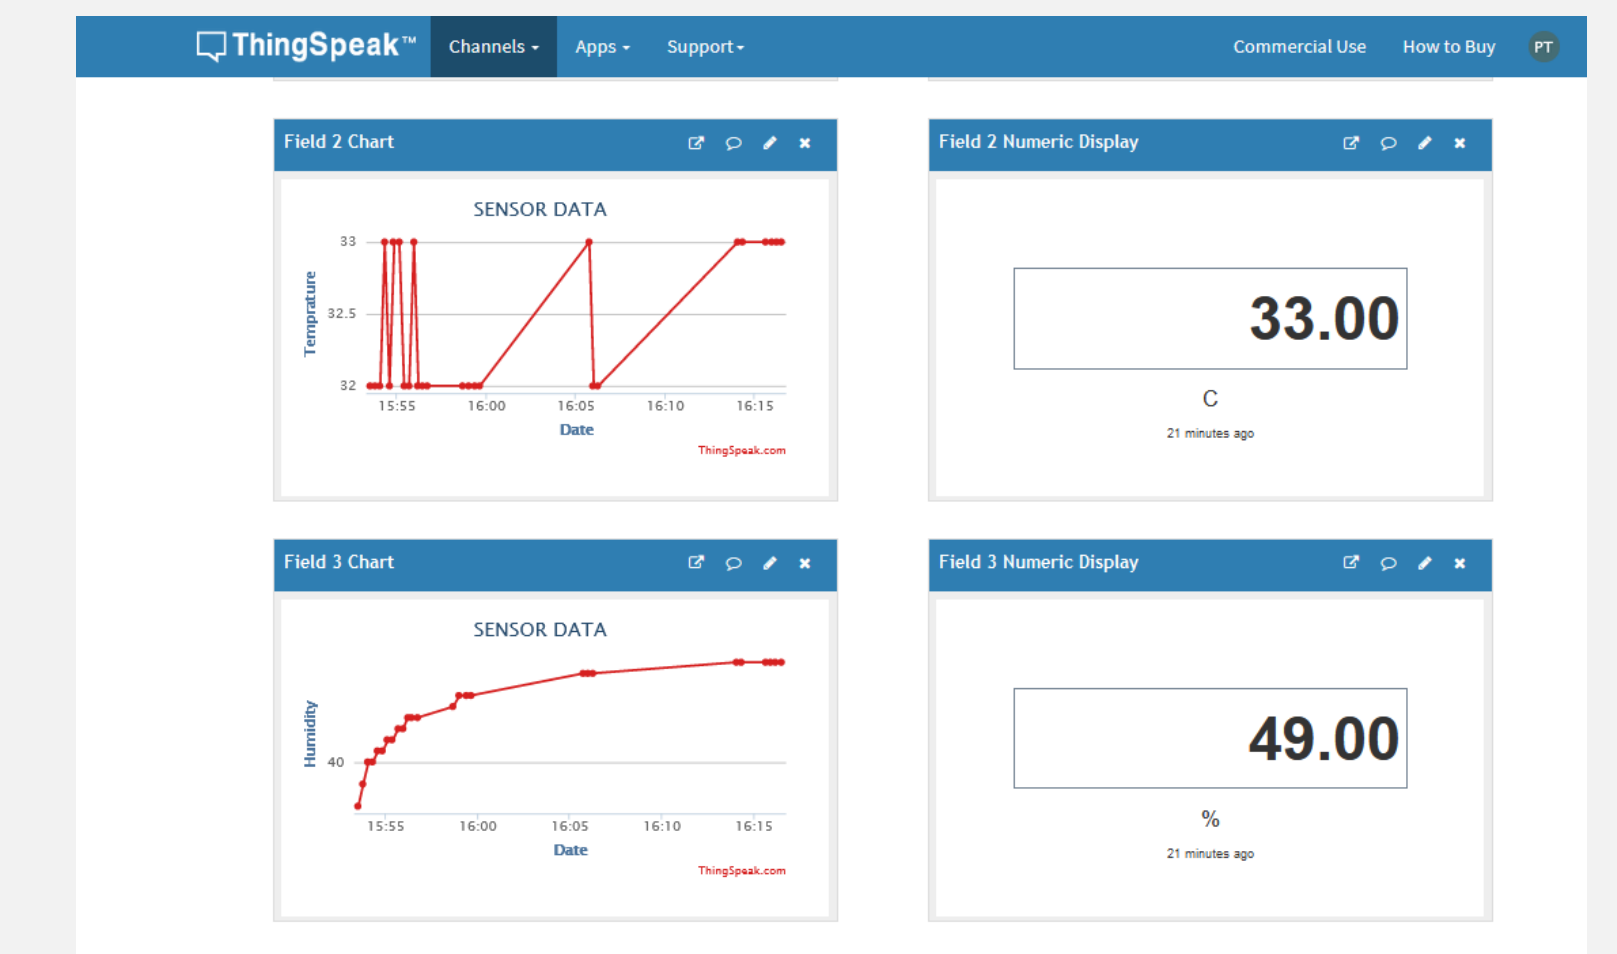 ThingSpeak™ Channels Apps Support Commercial Use How to Buy PT
Field 2 Chart
SENSOR DATA
33
32.5
32
Temprature
15:55 16:00 16:05 16:10 16:15
Date
ThingSpeak.com
Field 2 Numeric Display
33.00
C
21 minutes ago
Field 3 Chart
SENSOR DATA
40
Humidity
15:55 16:00 16:05 16:10 16:15
Date
ThingSpeak.com
Field 3 Numeric Display
49.00
%
21 minutes ago